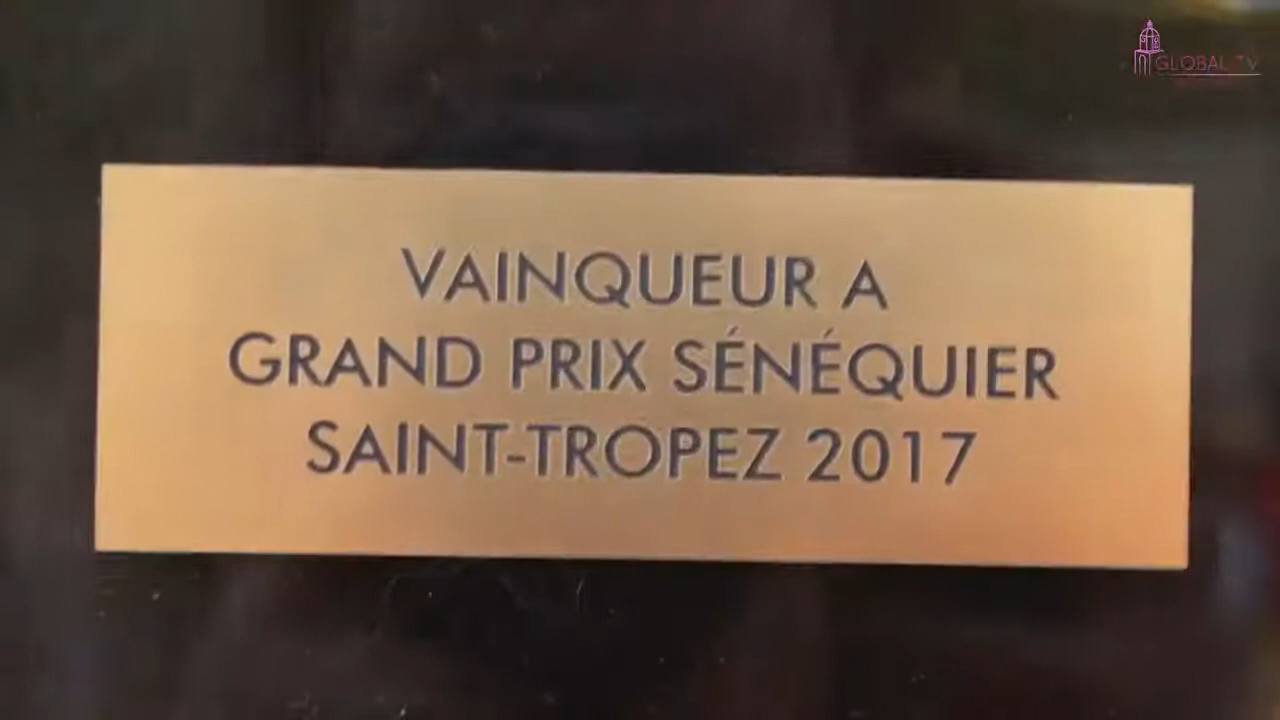 GLOBAL TV
VAINQUEUR A
GRAND PRIX SÉNÉQUIER
SAINT-TROPEZ 2017